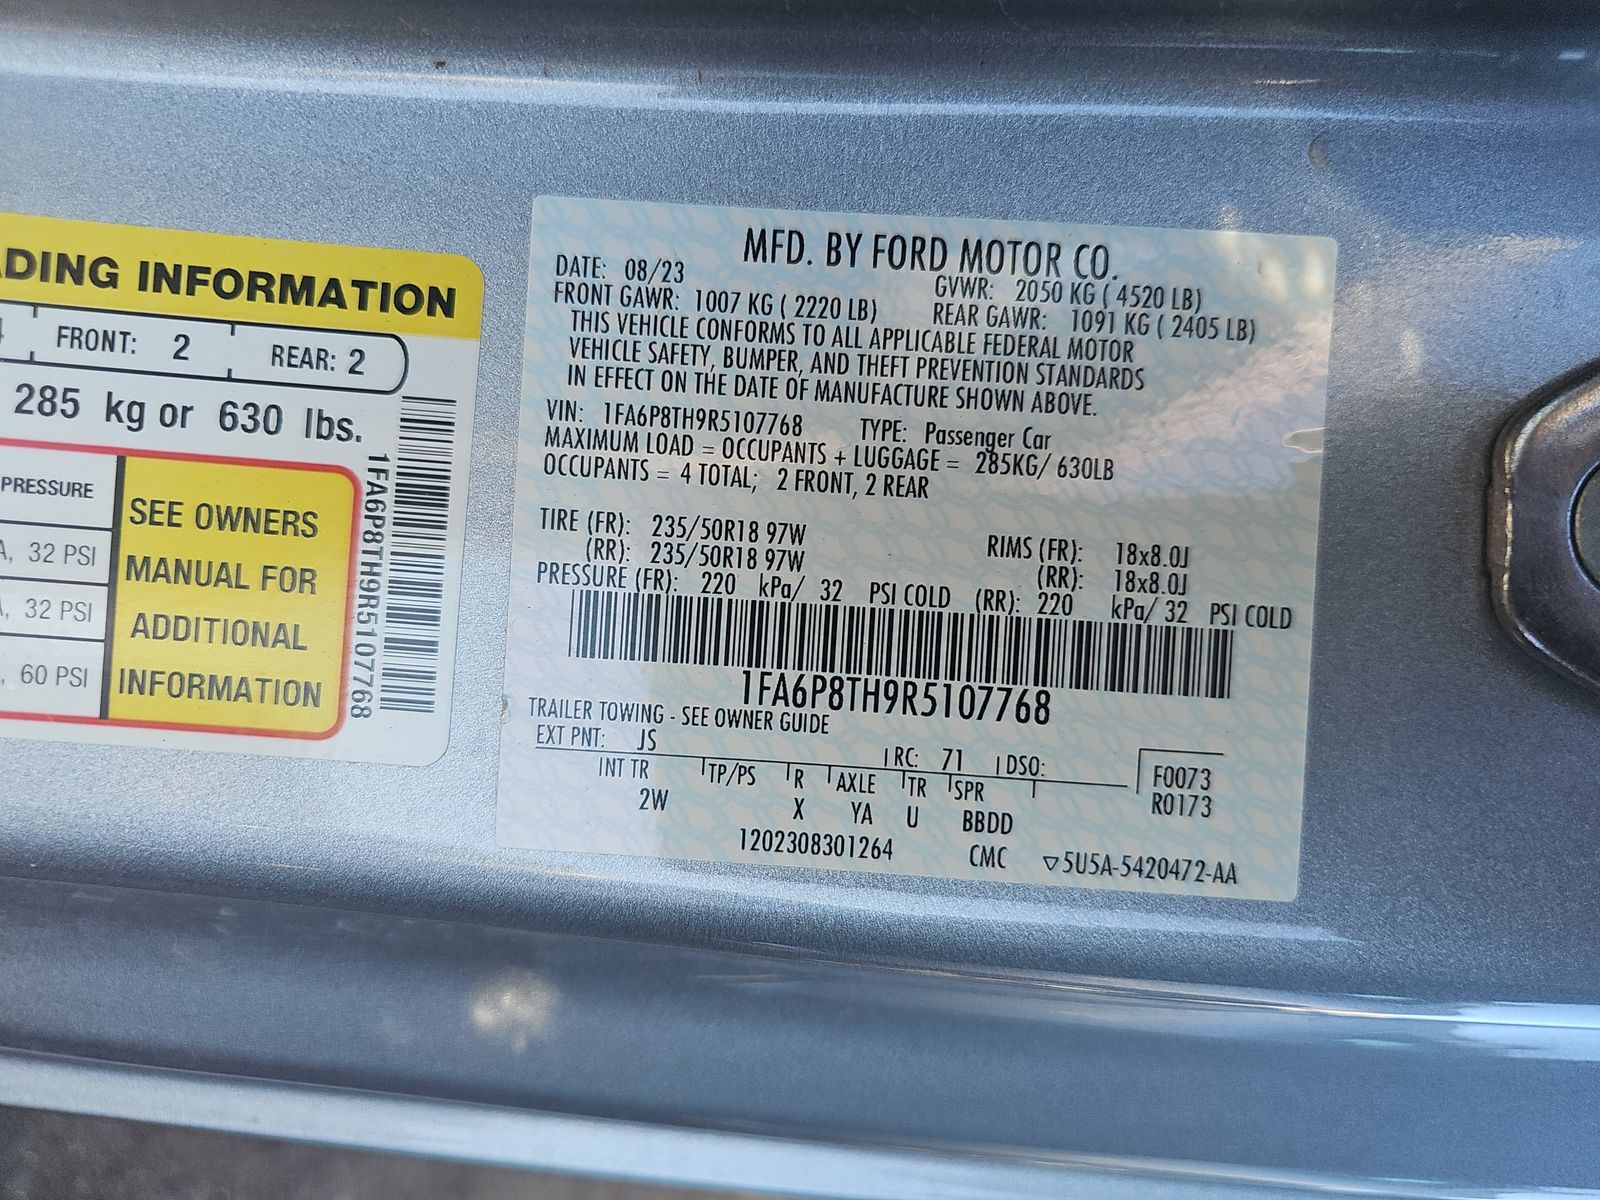 DING INFORMATION
FRONT: 2 REAR: 2
285 kg or 630 lbs.
PRESSURE
32 PSI
32 PSI
60 PSI
SEE OWNERS
MANUAL FOR
ADDITIONAL
INFORMATION
1FA6P8TH9R5107768
MFD. BY FORD MOTOR CO.
DATE: 08/23 GVWR: 2050 KG ( 4520 LB)
FRONT GAWR: 1007 KG ( 2220 LB) REAR GAWR: 1091 KG ( 2405 LB)
THIS VEHICLE CONFORMS TO ALL APPLICABLE FEDERAL MOTOR
VEHICLE SAFETY, BUMPER, AND THEFT PREVENTION STANDARDS
IN EFFECT ON THE DATE OF MANUFACTURE SHOWN ABOVE.
VIN: 1FA6P8TH9R5107768 TYPE: Passenger Car
MAXIMUM LOAD = OCCUPANTS + LUGGAGE = 285KG/ 630LB
OCCUPANTS = 4 TOTAL; 2 FRONT, 2 REAR
TIRE (FR): 235/50R18 97W RIMS (FR): 18x8.0J
(RR): 235/50R18 97W (RR): 18x8.0J
PRESSURE (FR): 220 kPa/ 32 PSI COLD (RR): 220 kPa/ 32 PSI COLD
1FA6P8TH9R5107768
TRAILER TOWING - SEE OWNER GUIDE
EXT PNT: JS RC: 71 DSO:
INT TR TP/PS R AXLE TR SPR F0073
2W X YA U BBDD R0173
1202308301264 CMC ▽5U5A-5420472-AA